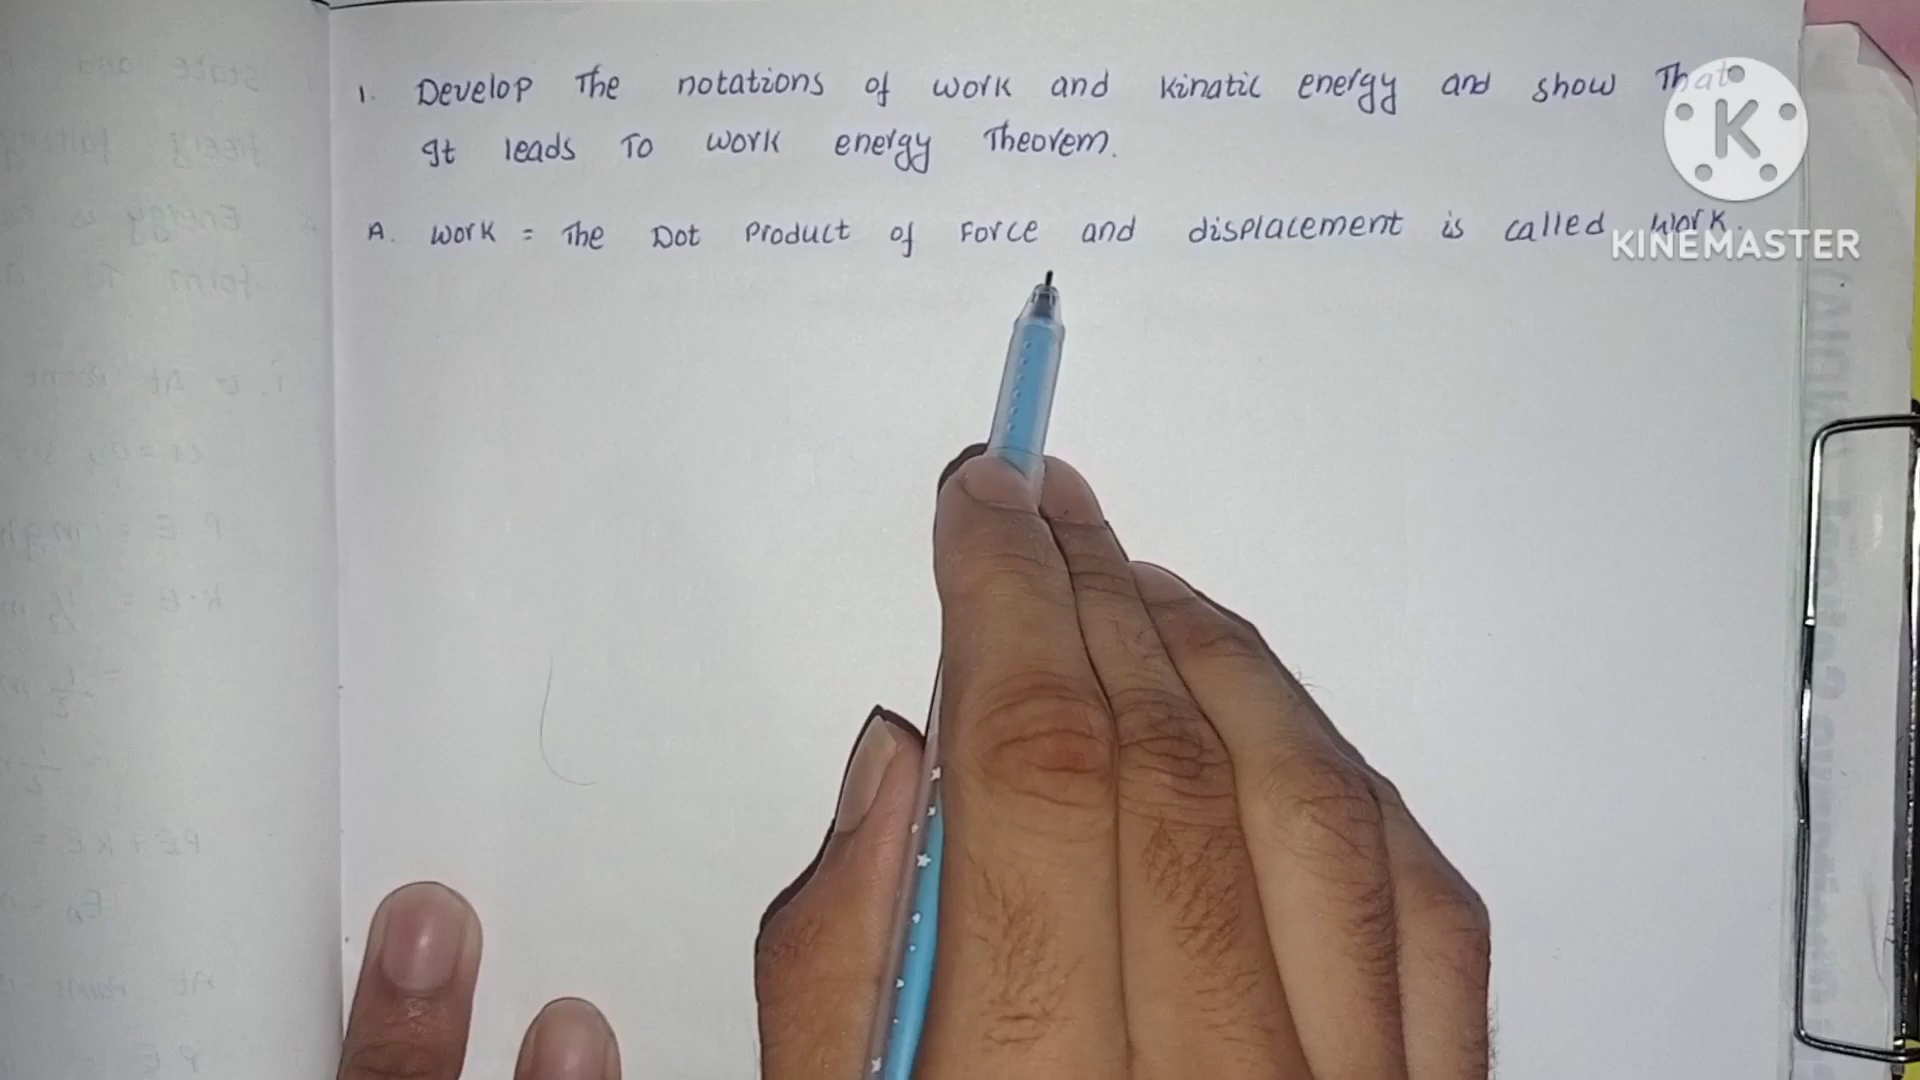 1. Develop The notations of work and Kinatic energy and show That
It leads To work energy Theorem.
A. Work = The Dot Product of Force and displacement is called Work.
K
KINEMASTER